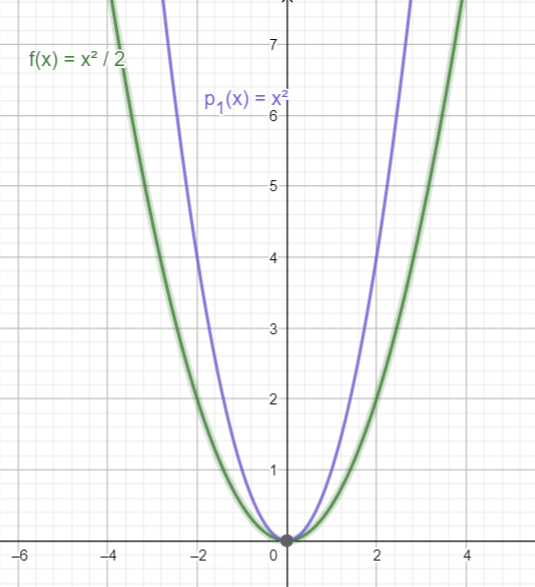 7
f(x) = x² / 2
p₁(x) = x²
6
5
4
3
2
1
–6 –4 –2 0 2 4